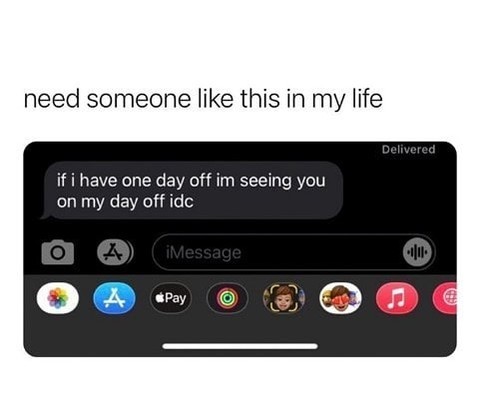 need someone like this in my life
Delivered
if i have one day off im seeing you
on my day off idc
iMessage
Pay